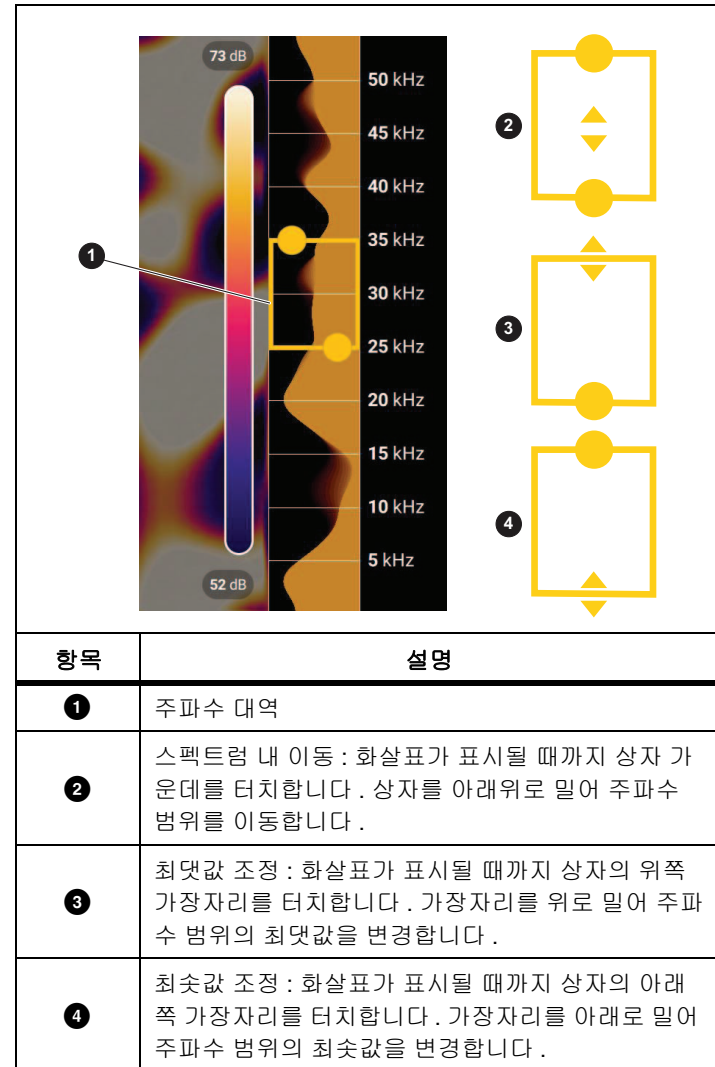 73 dB
50 kHz
45 kHz
40 kHz
35 kHz
30 kHz
25 kHz
20 kHz
15 kHz
10 kHz
5 kHz
52 dB
1
2
3
4
항목 설명
1 주파수 대역
2 스펙트럼 내 이동 : 화살표가 표시될 때까지 상자 가
운데를 터치합니다 . 상자를 아래위로 밀어 주파수
범위를 이동합니다 .
3 최댓값 조정 : 화살표가 표시될 때까지 상자의 위쪽
가장자리를 터치합니다 . 가장자리를 위로 밀어 주파
수 범위의 최댓값을 변경합니다 .
4 최솟값 조정 : 화살표가 표시될 때까지 상자의 아래
쪽 가장자리를 터치합니다 . 가장자리를 아래로 밀어
주파수 범위의 최솟값을 변경합니다 .